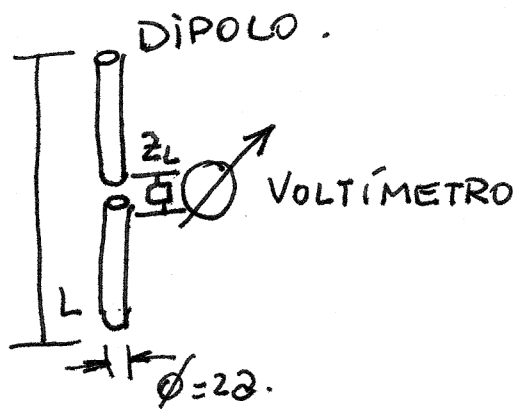 DIPOLO.
ZL
VOLTÍMETRO
L
Ø=2a.